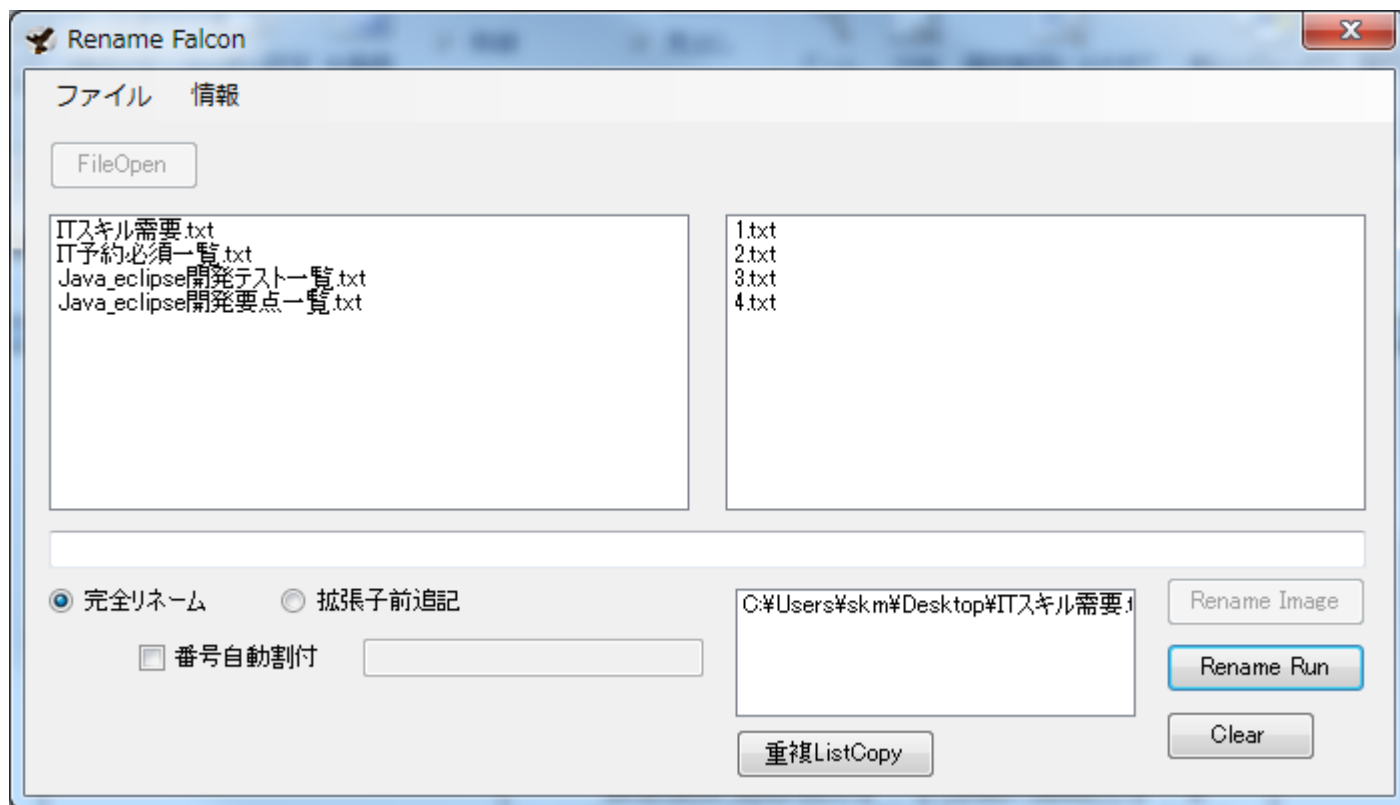 Rename Falcon
ファイル 情報
FileOpen
ITスキル需要.txt
IT予約必須一覧.txt
Java_eclipse開発テスト一覧.txt
Java_eclipse開発要点一覧.txt
1.txt
2.txt
3.txt
4.txt
完全リネーム 拡張子前追記
番号自動割付
C:¥Users¥skm¥Desktop¥ITスキル需要.t
重複ListCopy
Rename Image
Rename Run
Clear